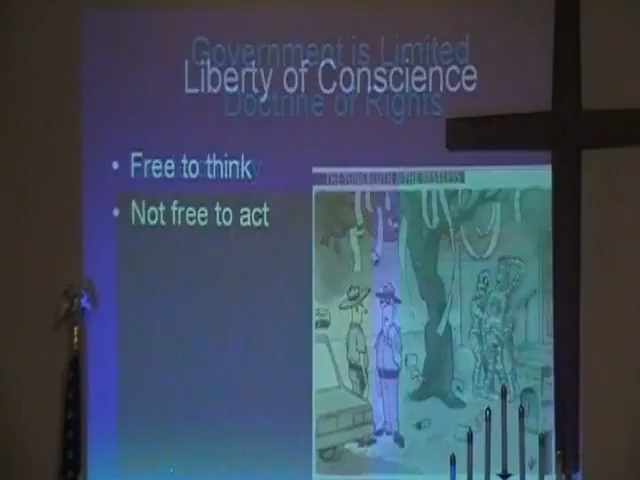 Government is Limited
Liberty of Conscience
Doctrine of Rights
• Free to think
• Not free to act